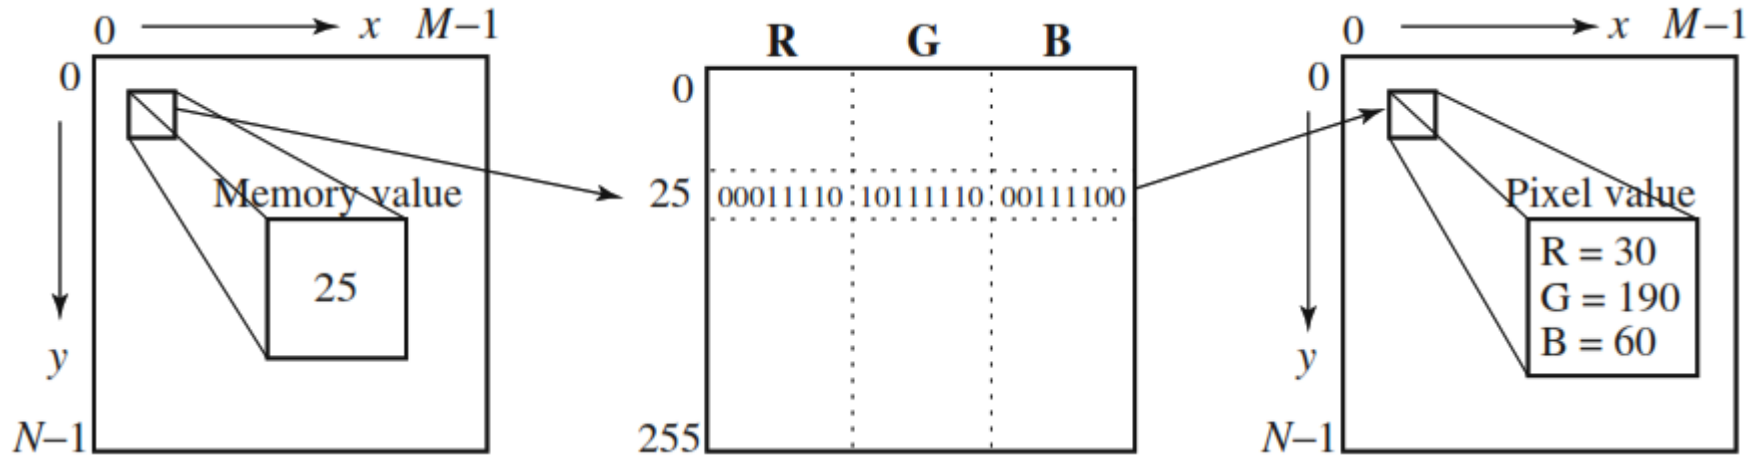 0 x M–1
0
Memory value
25
y
N–1
R G B
0
25 00011110 10111110 00111100
255
0 x M–1
0
Pixel value
R = 30
G = 190
B = 60
y
N–1